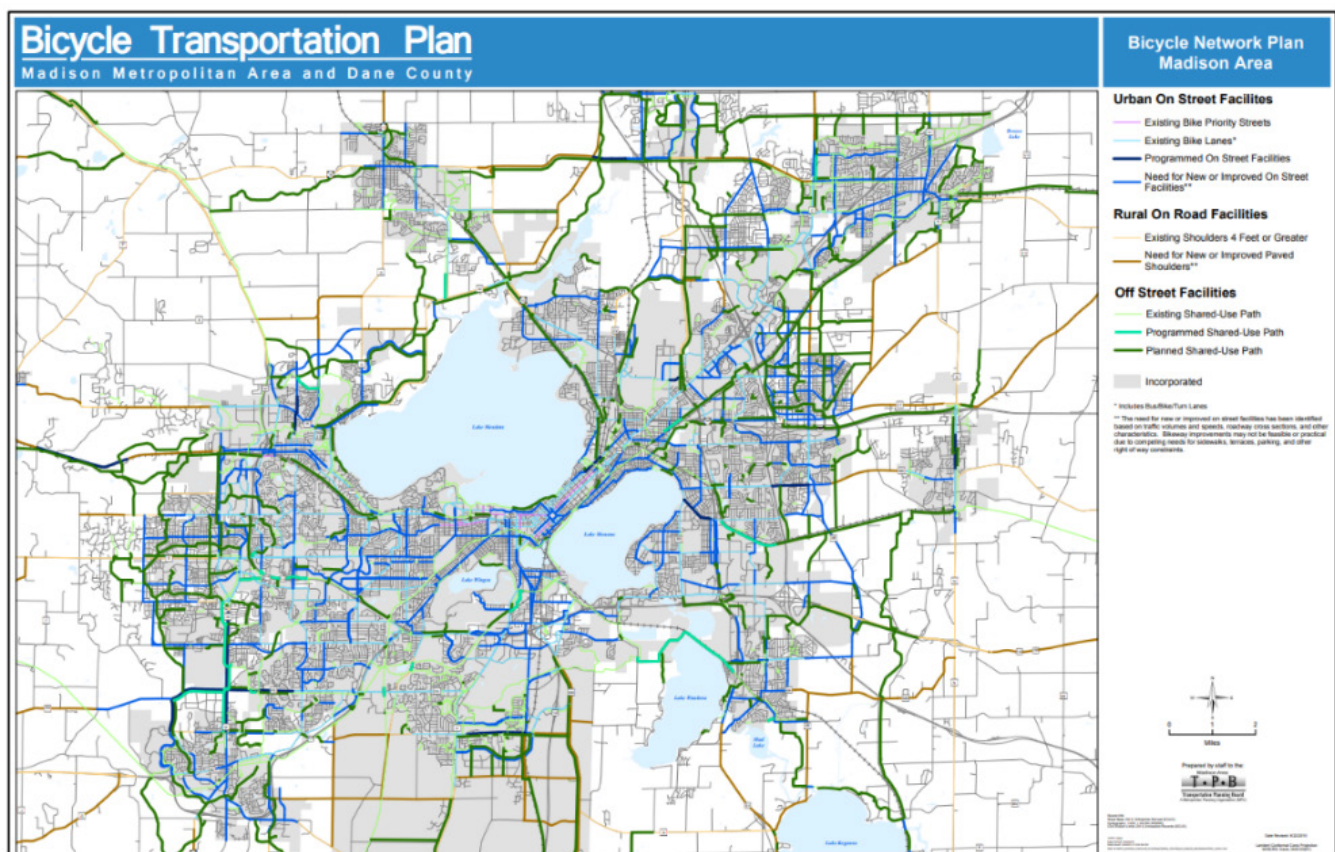 Bicycle Transportation Plan
Madison Metropolitan Area and Dane County
Bicycle Network Plan
Madison Area
Urban On Street Facilites
Existing Bike Priority Streets
Existing Bike Lanes*
Programmed On Street Facilities
Need for New or Improved On Street
Facilities**
Rural On Road Facilities
Existing Shoulders 4 Feet or Greater
Need for New or Improved Paved
Shoulders**
Off Street Facilities
Existing Shared-Use Path
Programmed Shared-Use Path
Planned Shared-Use Path
Incorporated
* Includes Bus/Bike/Turn Lanes
** The need for new or improved on street facilities has been identified
based on traffic volumes and speeds, roadway cross sections, and other
characteristics. Bikeway improvements may not be feasible or practical
due to competing needs for sidewalks, terraces, parking, and other
right of way constraints.
Lake Mendota
Lake Monona
Lake Wingra
Lake Waubesa
Mud
Lake
Lake Kegonsa
0 1 2
Miles
Prepared by staff to the:
Madison Area
T·P·B
Transportation Planning Board